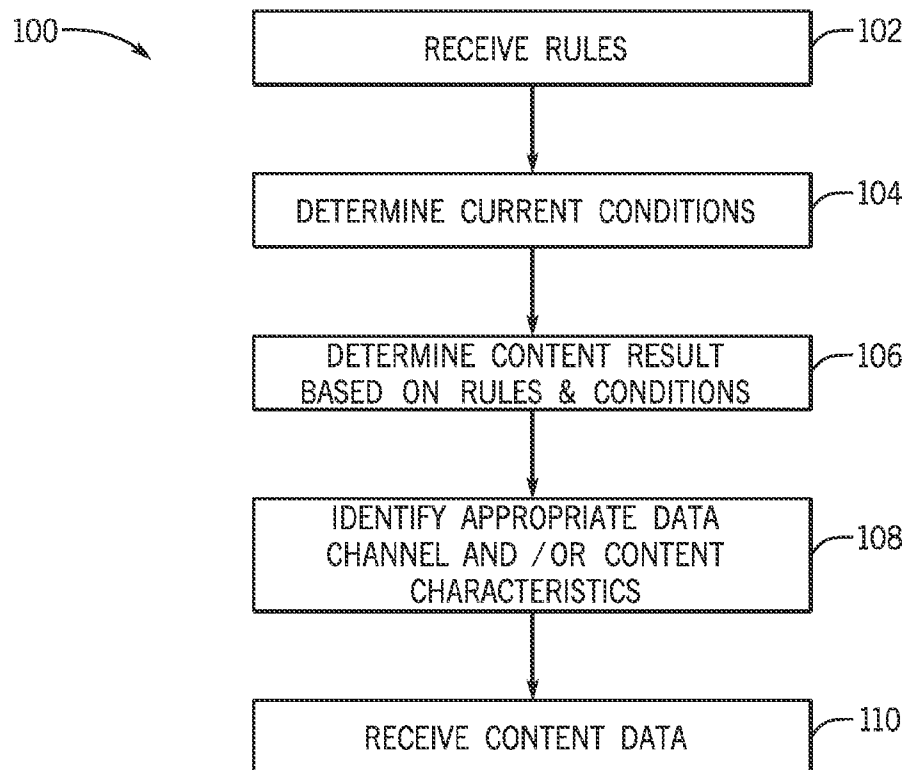 100
RECEIVE RULES
102
DETERMINE CURRENT CONDITIONS
104
DETERMINE CONTENT RESULT
BASED ON RULES & CONDITIONS
106
IDENTIFY APPROPRIATE DATA
CHANNEL AND /OR CONTENT
CHARACTERISTICS
108
RECEIVE CONTENT DATA
110